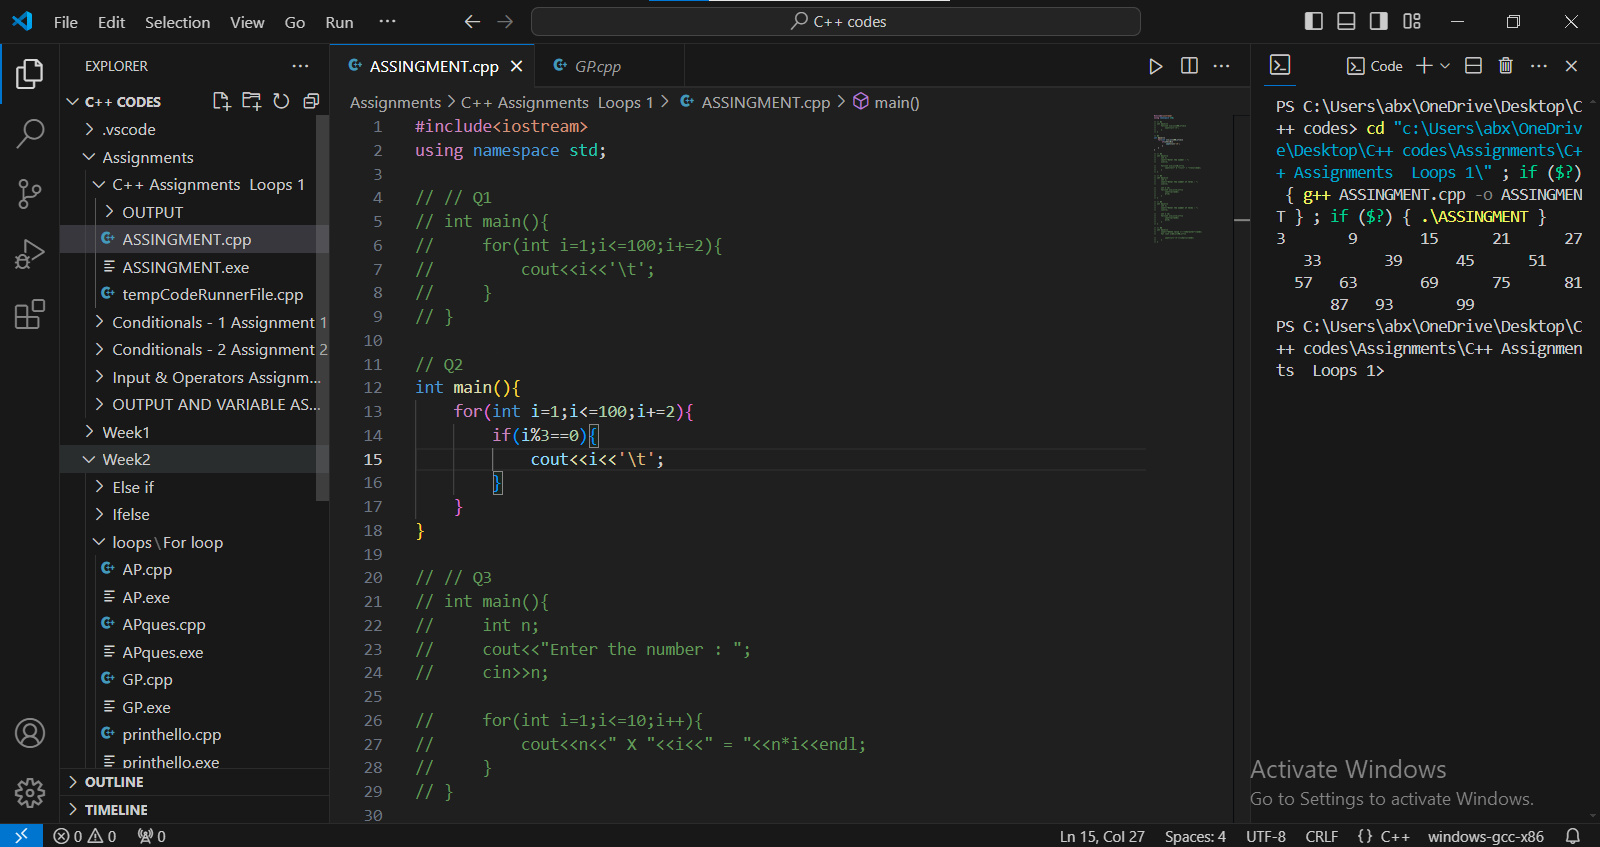 File Edit Selection View Go Run ··· C++ codes
EXPLORER ···
C++ CODES
.vscode
Assignments
C++ Assignments Loops 1
OUTPUT
ASSINGMENT.cpp
ASSINGMENT.exe
tempCodeRunnerFile.cpp
Conditionals - 1 Assignment 1
Conditionals - 2 Assignment 2
Input & Operators Assignm...
OUTPUT AND VARIABLE AS...
Week1
Week2
Else if
Ifelse
loops\For loop
AP.cpp
AP.exe
APques.cpp
APques.exe
GP.cpp
GP.exe
printhello.cpp
printhello.exe
OUTLINE
TIMELINE
ASSINGMENT.cpp GP.cpp
Assignments > C++ Assignments Loops 1 > ASSINGMENT.cpp > main()
1 #include<iostream>
2 using namespace std;
3
4 // // Q1
5 // int main(){
6 //     for(int i=1;i<=100;i+=2){
7 //         cout<<i<<'\t';
8 //     }
9 // }
10
11 // Q2
12 int main(){
13     for(int i=1;i<=100;i+=2){
14         if(i%3==0){
15             cout<<i<<'\t';
16         }
17     }
18 }
19
20 // // Q3
21 // int main(){
22 //     int n;
23 //     cout<<"Enter the number : ";
24 //     cin>>n;
25
26 //     for(int i=1;i<=10;i++){
27 //         cout<<n<<" X "<<i<<" = "<<n*i<<endl;
28 //     }
29 // }
30
Code
PS C:\Users\abx\OneDrive\Desktop\C
++ codes> cd "c:\Users\abx\OneDriv
e\Desktop\C++ codes\Assignments\C+
+ Assignments  Loops 1\" ; if ($?)
{ g++ ASSINGMENT.cpp -o ASSINGMEN
T } ; if ($?) { .\ASSINGMENT }
3 9 15 21 27
33 39 45 51
57 63 69 75 81
87 93 99
PS C:\Users\abx\OneDrive\Desktop\C
++ codes\Assignments\C++ Assignmen
ts  Loops 1>
Activate Windows
Go to Settings to activate Windows.
0 0 0 Ln 15, Col 27 Spaces: 4 UTF-8 CRLF {} C++ windows-gcc-x86